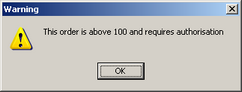 Warning
This order is above 100 and requires authorisation
OK